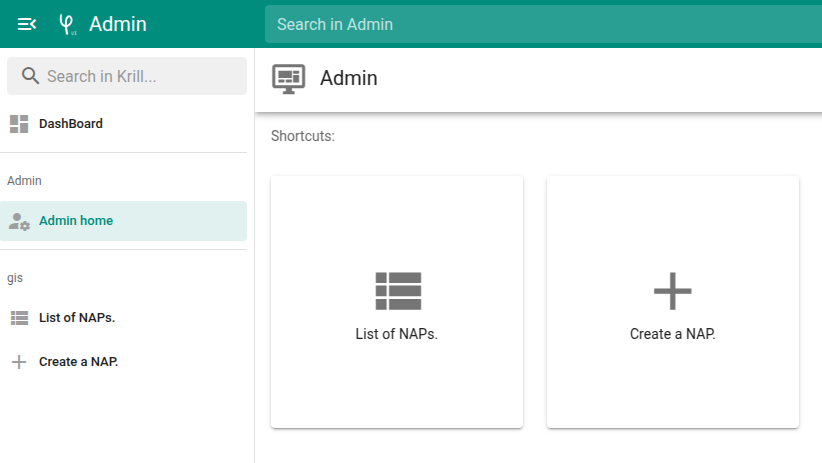 Admin
Search in Admin
Search in Krill...
DashBoard
Admin
Admin home
gis
List of NAPs.
Create a NAP.
Admin
Shortcuts:
List of NAPs.
Create a NAP.